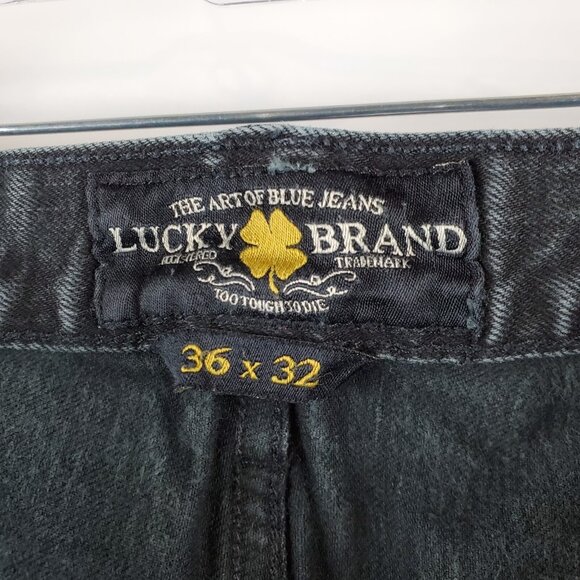 THE ART OF BLUE JEANS
LUCKY BRAND
REGISTERED TRADEMARK
TOO TOUGH TO DIE
36 x 32